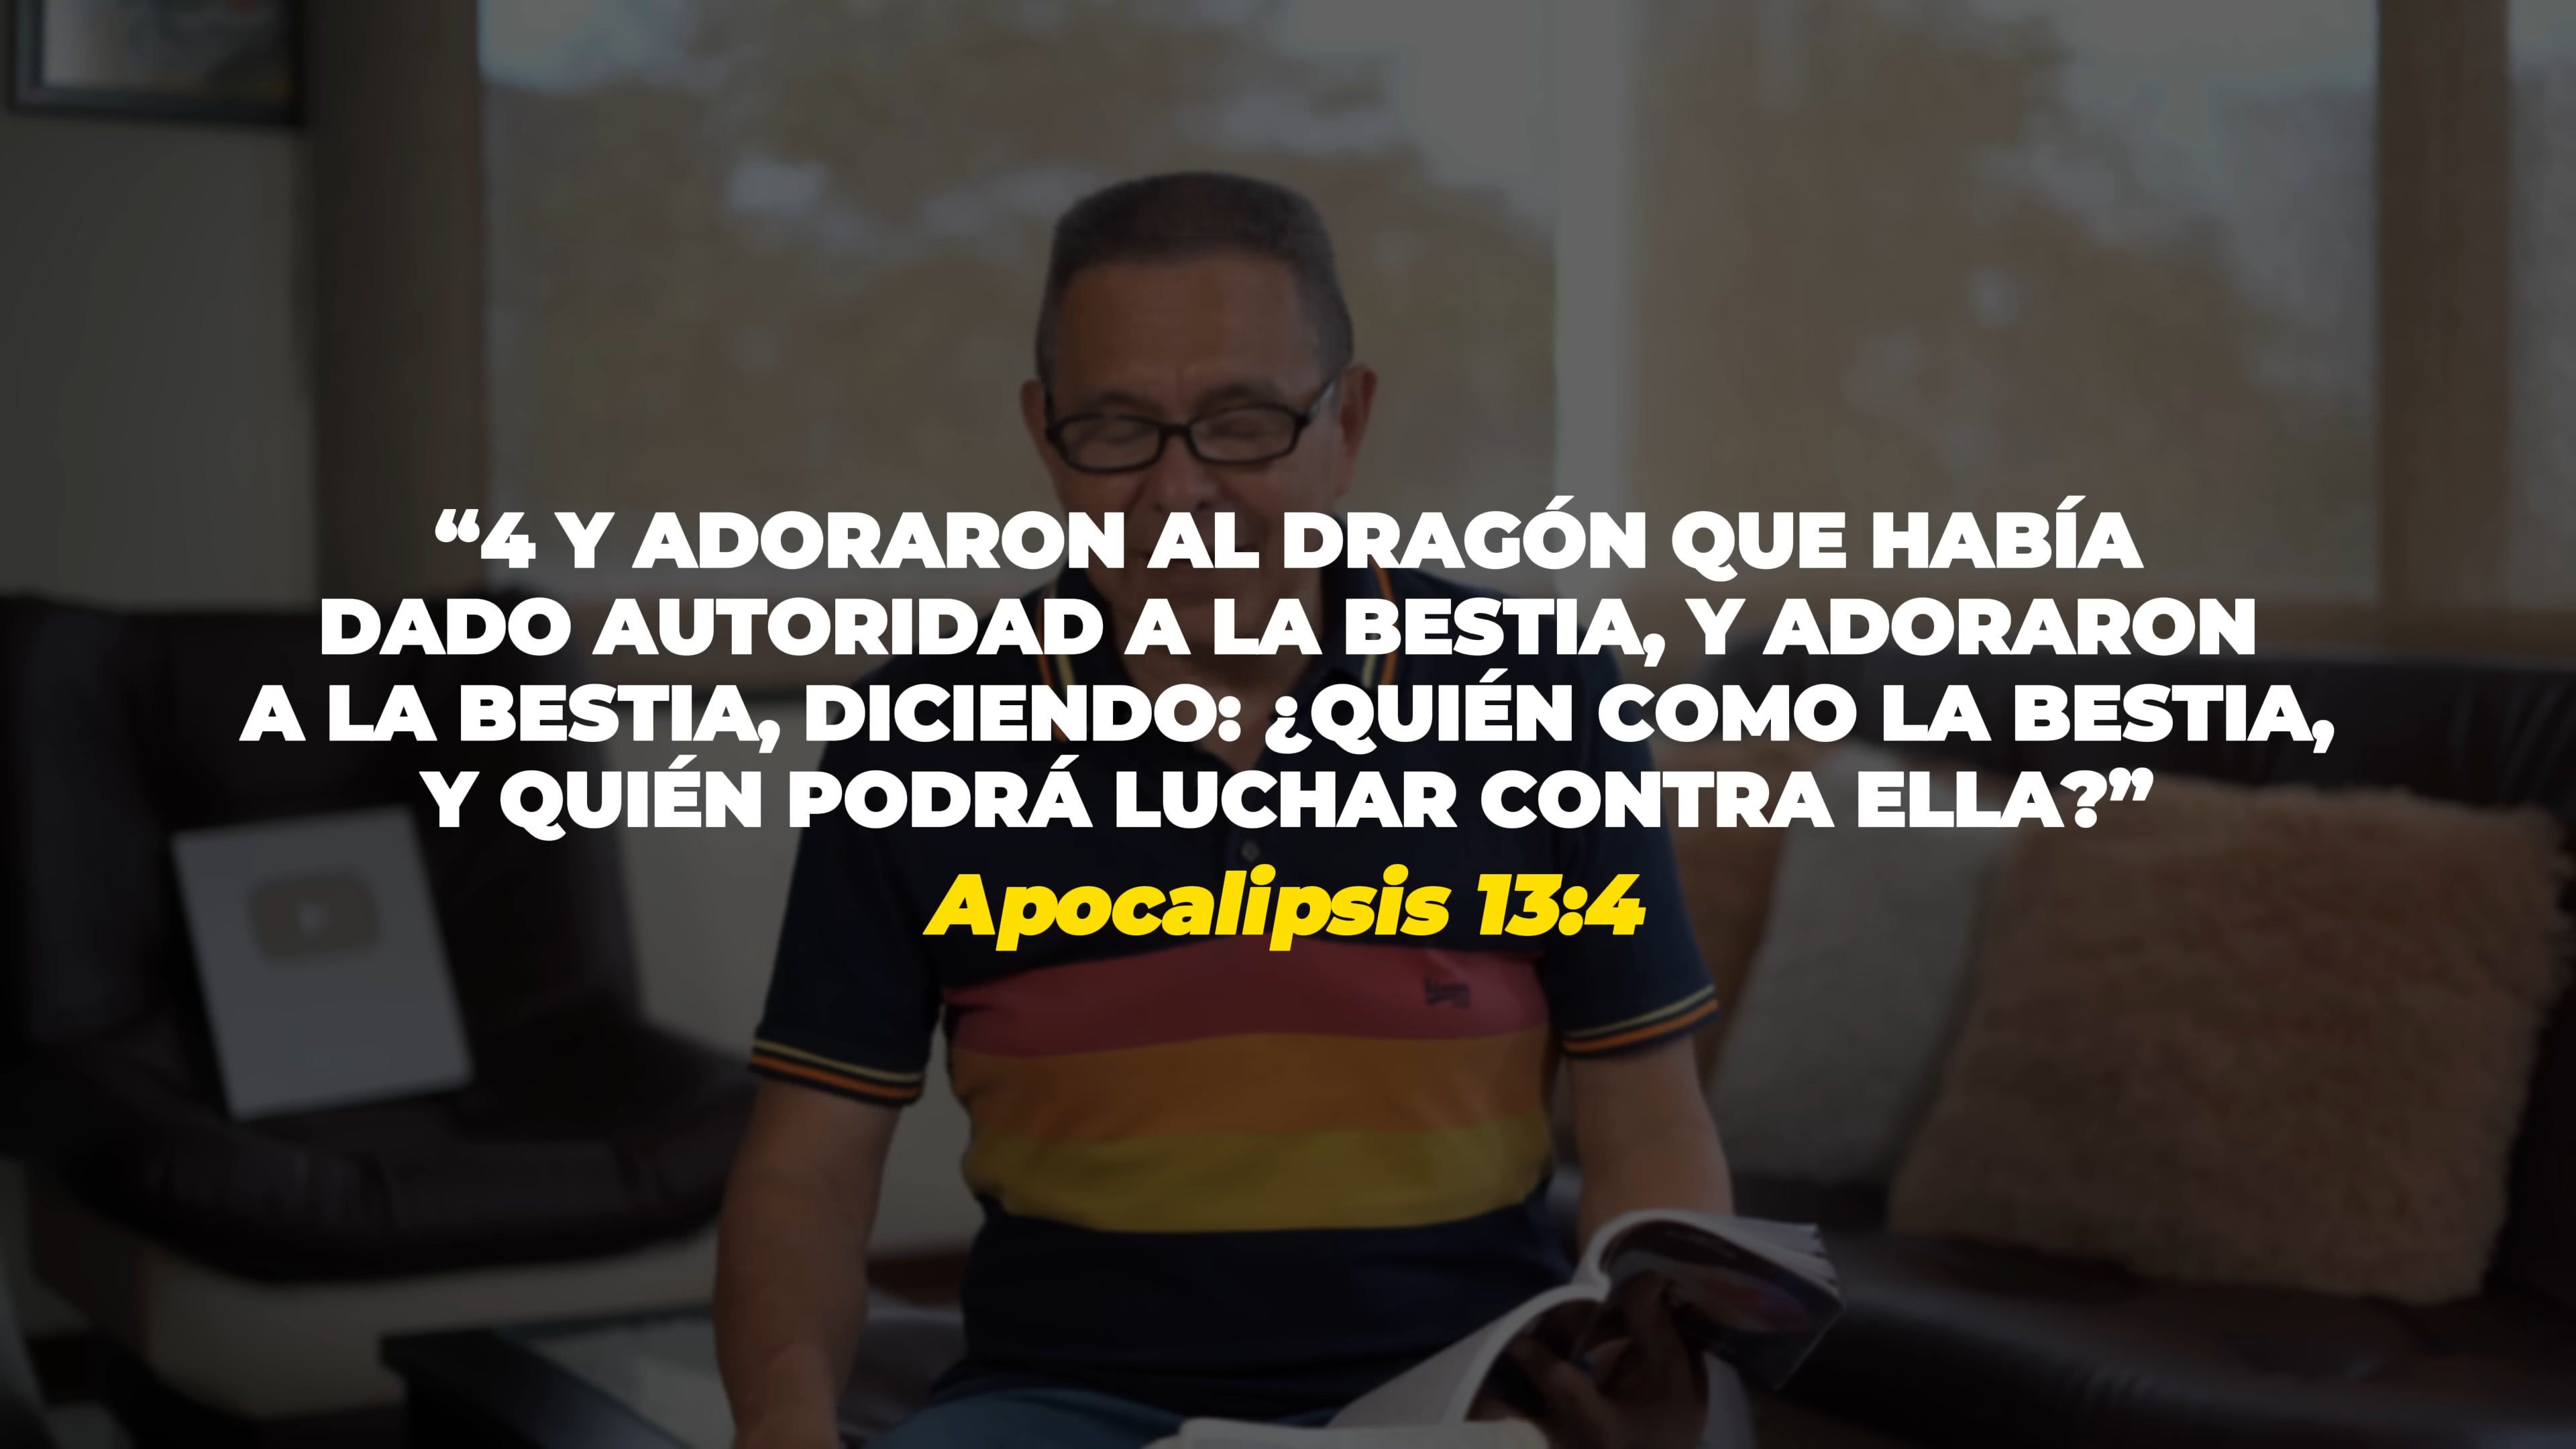 “4 Y ADORARON AL DRAGÓN QUE HABÍA
DADO AUTORIDAD A LA BESTIA, Y ADORARON
A LA BESTIA, DICIENDO: ¿QUIÉN COMO LA BESTIA,
Y QUIÉN PODRÁ LUCHAR CONTRA ELLA?”
Apocalipsis 13:4